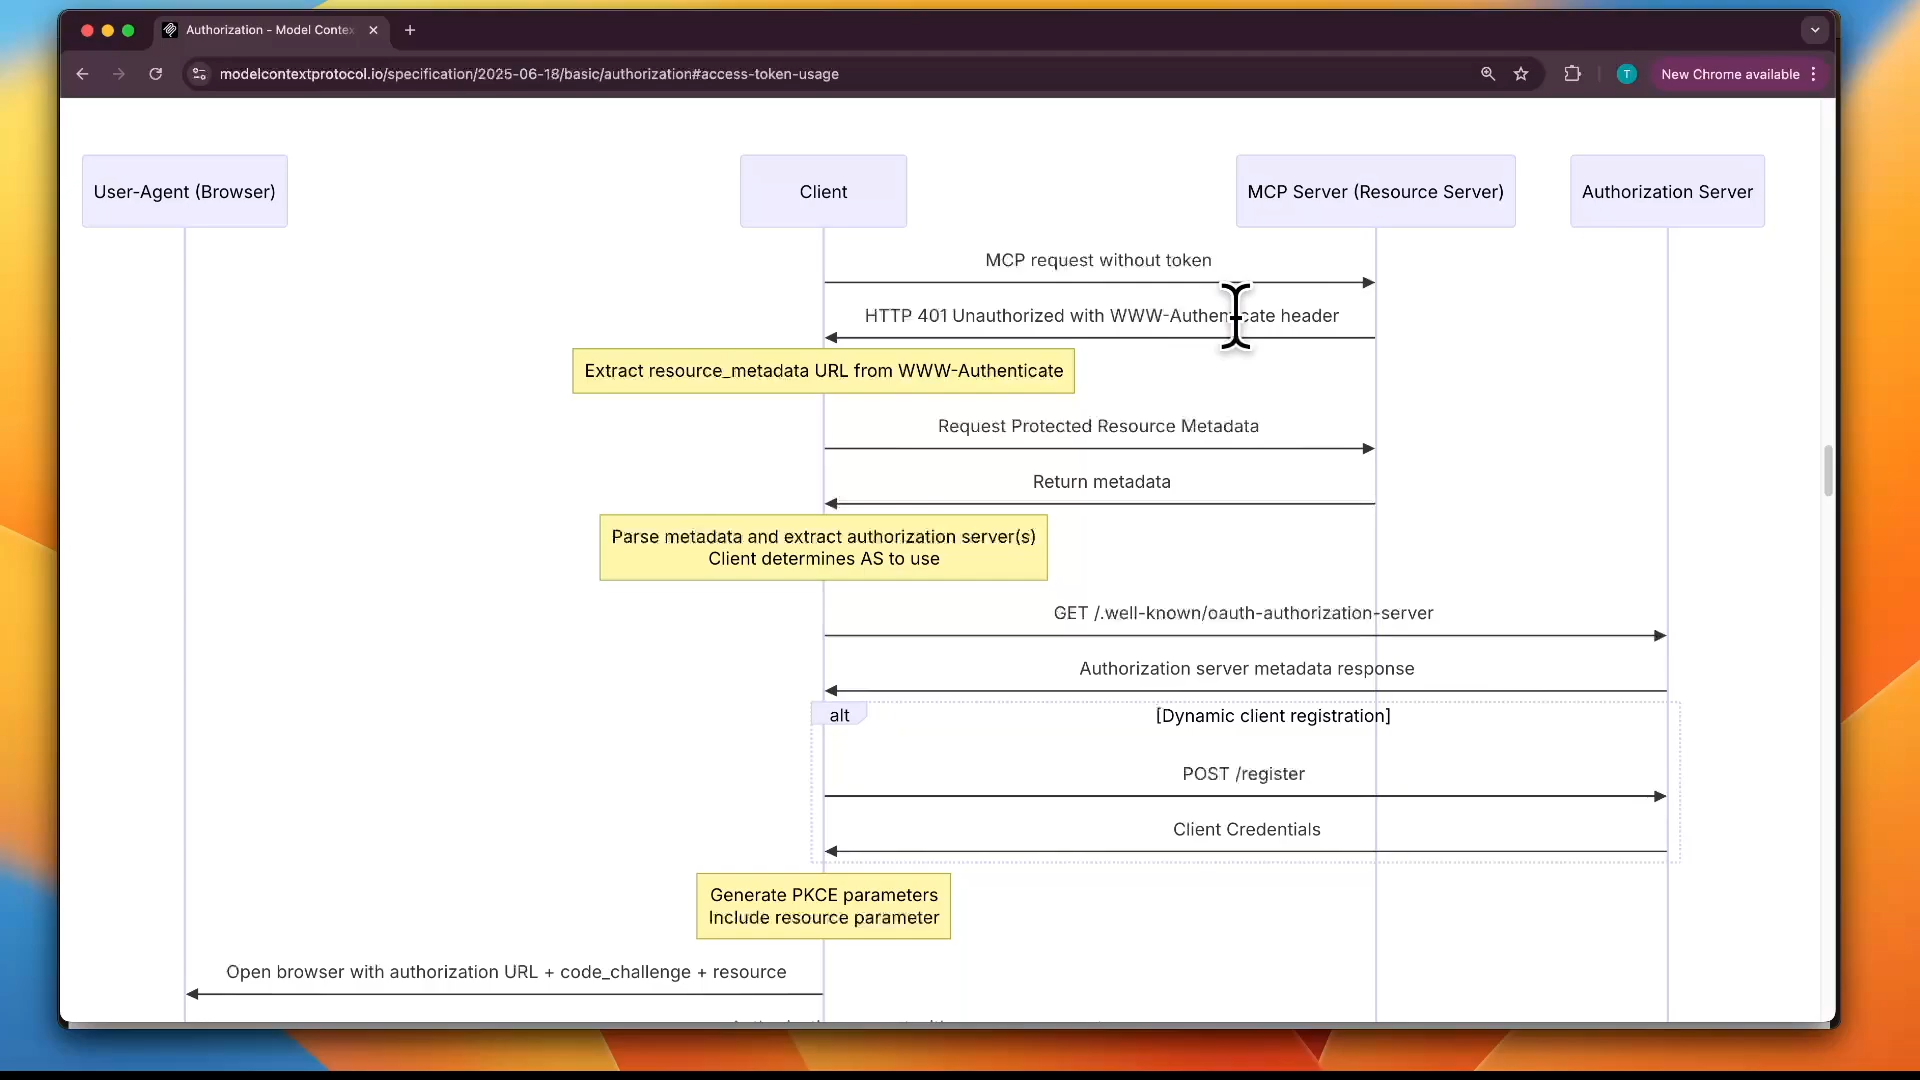 Authorization - Model Contex
modelcontextprotocol.io/specification/2025-06-18/basic/authorization#access-token-usage
T
New Chrome available
User-Agent (Browser)
Client
MCP Server (Resource Server)
Authorization Server
MCP request without token
HTTP 401 Unauthorized with WWW-Authenticate header
Extract resource_metadata URL from WWW-Authenticate
Request Protected Resource Metadata
Return metadata
Parse metadata and extract authorization server(s)
Client determines AS to use
GET /.well-known/oauth-authorization-server
Authorization server metadata response
alt
[Dynamic client registration]
POST /register
Client Credentials
Generate PKCE parameters
Include resource parameter
Open browser with authorization URL + code_challenge + resource